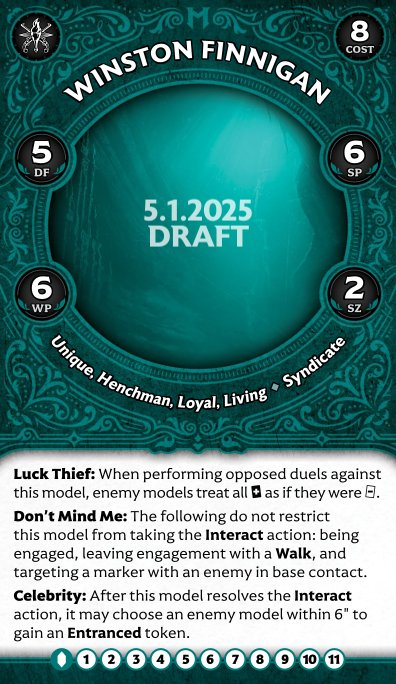 WINSTON FINNIGAN
8
COST
5
DF
6
SP
5.1.2025
DRAFT
6
WP
2
SZ
Unique, Henchman, Loyal, Living ◆ Syndicate
Luck Thief: When performing opposed duels against
this model, enemy models treat all as if they were .
Don't Mind Me: The following do not restrict
this model from taking the Interact action: being
engaged, leaving engagement with a Walk, and
targeting a marker with an enemy in base contact.
Celebrity: After this model resolves the Interact
action, it may choose an enemy model within 6" to
gain an Entranced token.
1 2 3 4 5 6 7 8 9 10 11